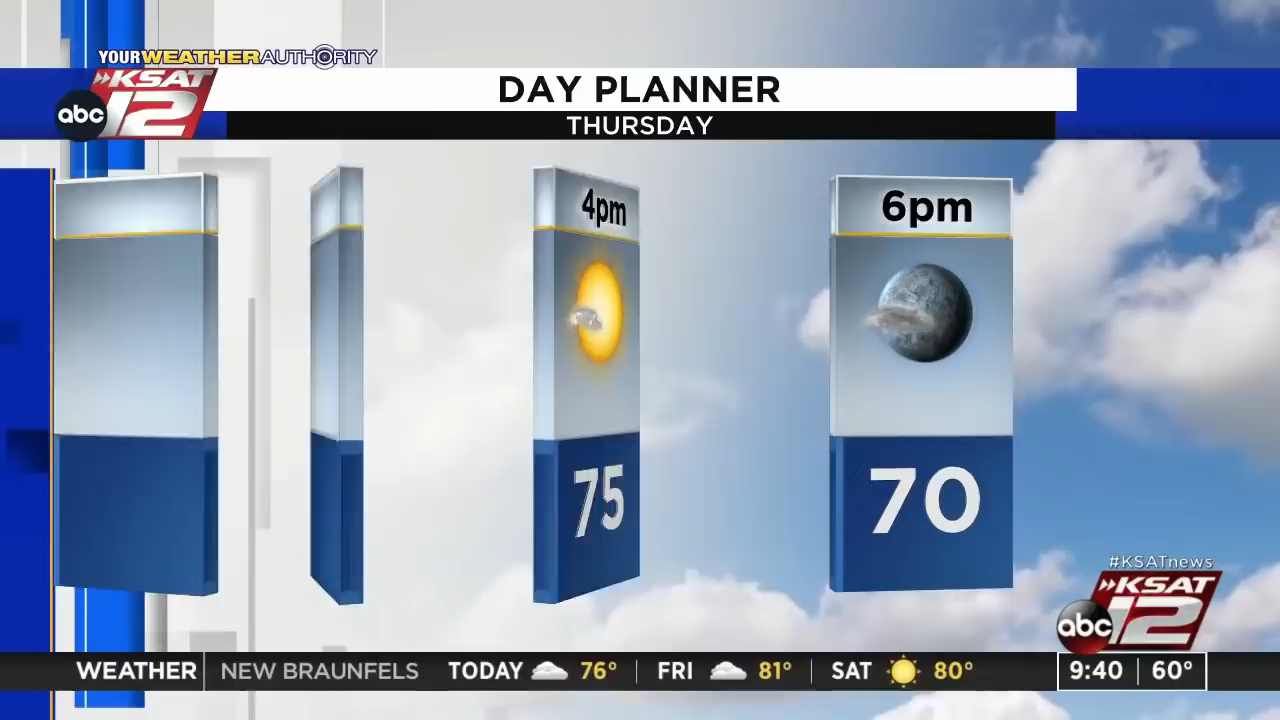 YOURWEATHERAUTHORITY
KSAT
abc 12
DAY PLANNER
THURSDAY
4pm
6pm
75
70
#KSATnews
KSAT
abc 12
WEATHER NEW BRAUNFELS TODAY 76° FRI 81° SAT 80° 9:40 60°